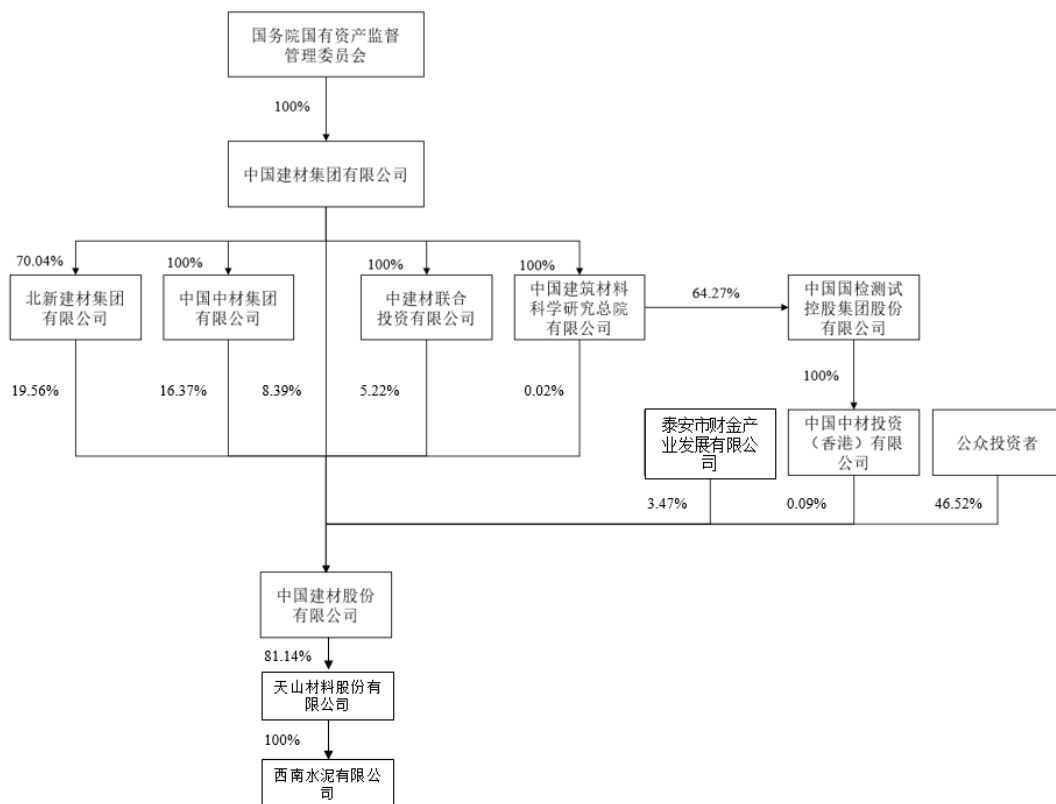 国务院国有资产监督
管理委员会
100%
中国建材集团有限公司
70.04%
100%
100%
100%
北新建材集团
有限公司
中国中材集团
有限公司
中建材联合
投资有限公司
中国建筑材料
科学研究总院
有限公司
64.27%
中国国检测试
控股集团股份
有限公司
100%
19.56%
16.37%
8.39%
5.22%
0.02%
泰安市财金产
业发展有限公
司
中国中材投资
（香港）有限
公司
公众投资者
3.47%
0.09%
46.52%
中国建材股份
有限公司
81.14%
天山材料股份有
限公司
100%
西南水泥有限公
司